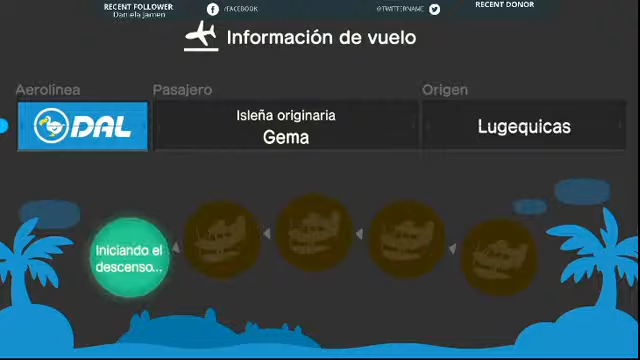 RECENT FOLLOWER
Daniela Jamen
/FACEBOOK
@TWITTERNAME
RECENT DONOR
Información de vuelo
Aerolínea
Pasajero
Origen
DAL
Isleña originaria
Gema
Lugequicas
Iniciando el
descenso...